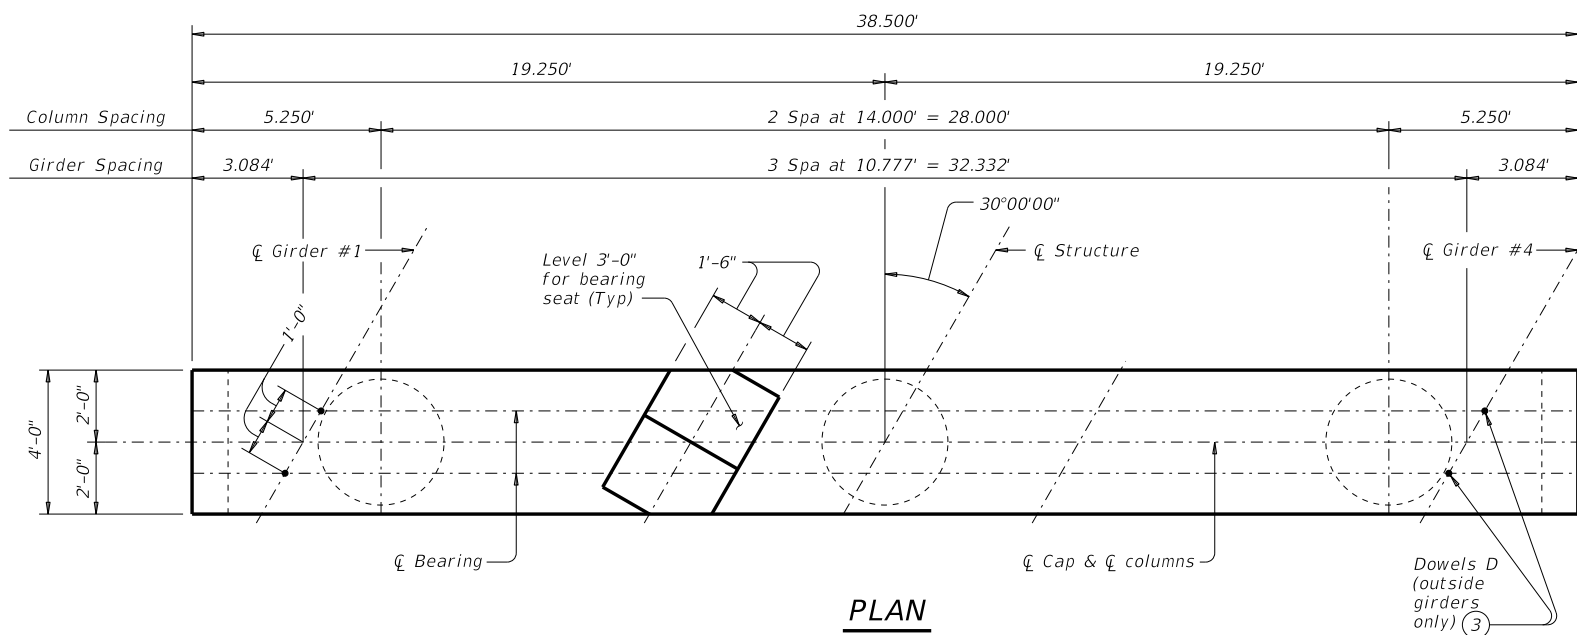 38.500'
19.250'
19.250'
Column Spacing
5.250'
2 Spa at 14.000' = 28.000'
5.250'
Girder Spacing
3.084'
3 Spa at 10.777' = 32.332'
3.084'
30°00'00"
℄ Girder #1
Level 3'-0"
for bearing
seat (Typ)
1'-6"
℄ Structure
℄ Girder #4
1'-0"
4'-0"
2'-0"
2'-0"
℄ Bearing
℄ Cap & ℄ columns
Dowels D
(outside
girders
only) 3
PLAN